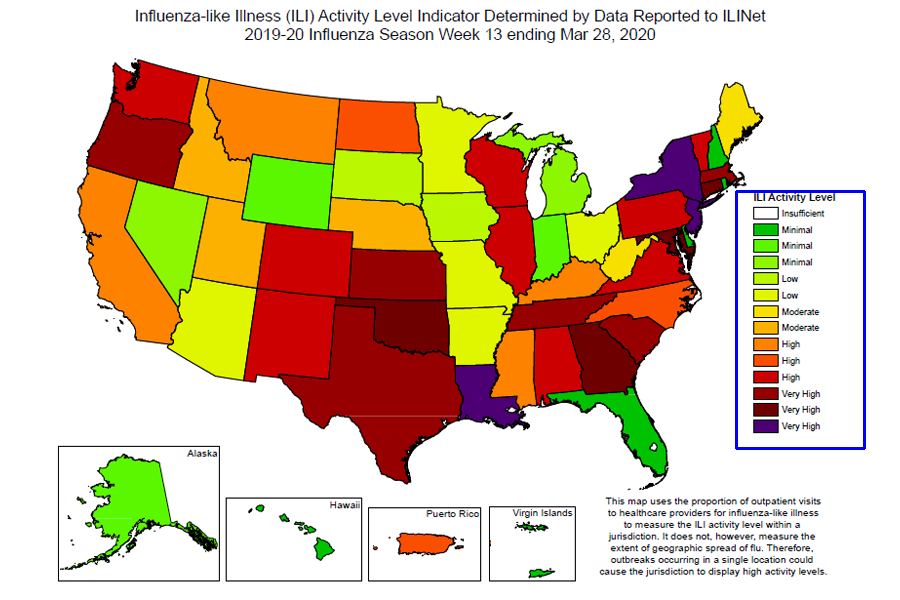 Influenza-like Illness (ILI) Activity Level Indicator Determined by Data Reported to ILINet
2019-20 Influenza Season Week 13 ending Mar 28, 2020
ILI Activity Level
Insufficient
Minimal
Minimal
Minimal
Low
Low
Moderate
Moderate
High
High
High
Very High
Very High
Very High
Alaska
Hawaii
Puerto Rico
Virgin Islands
This map uses the proportion of outpatient visits
to healthcare providers for influenza-like illness
to measure the ILI activity level within a
jurisdiction. It does not, however, measure the
extent of geographic spread of flu. Therefore,
outbreaks occurring in a single location could
cause the jurisdiction to display high activity levels.